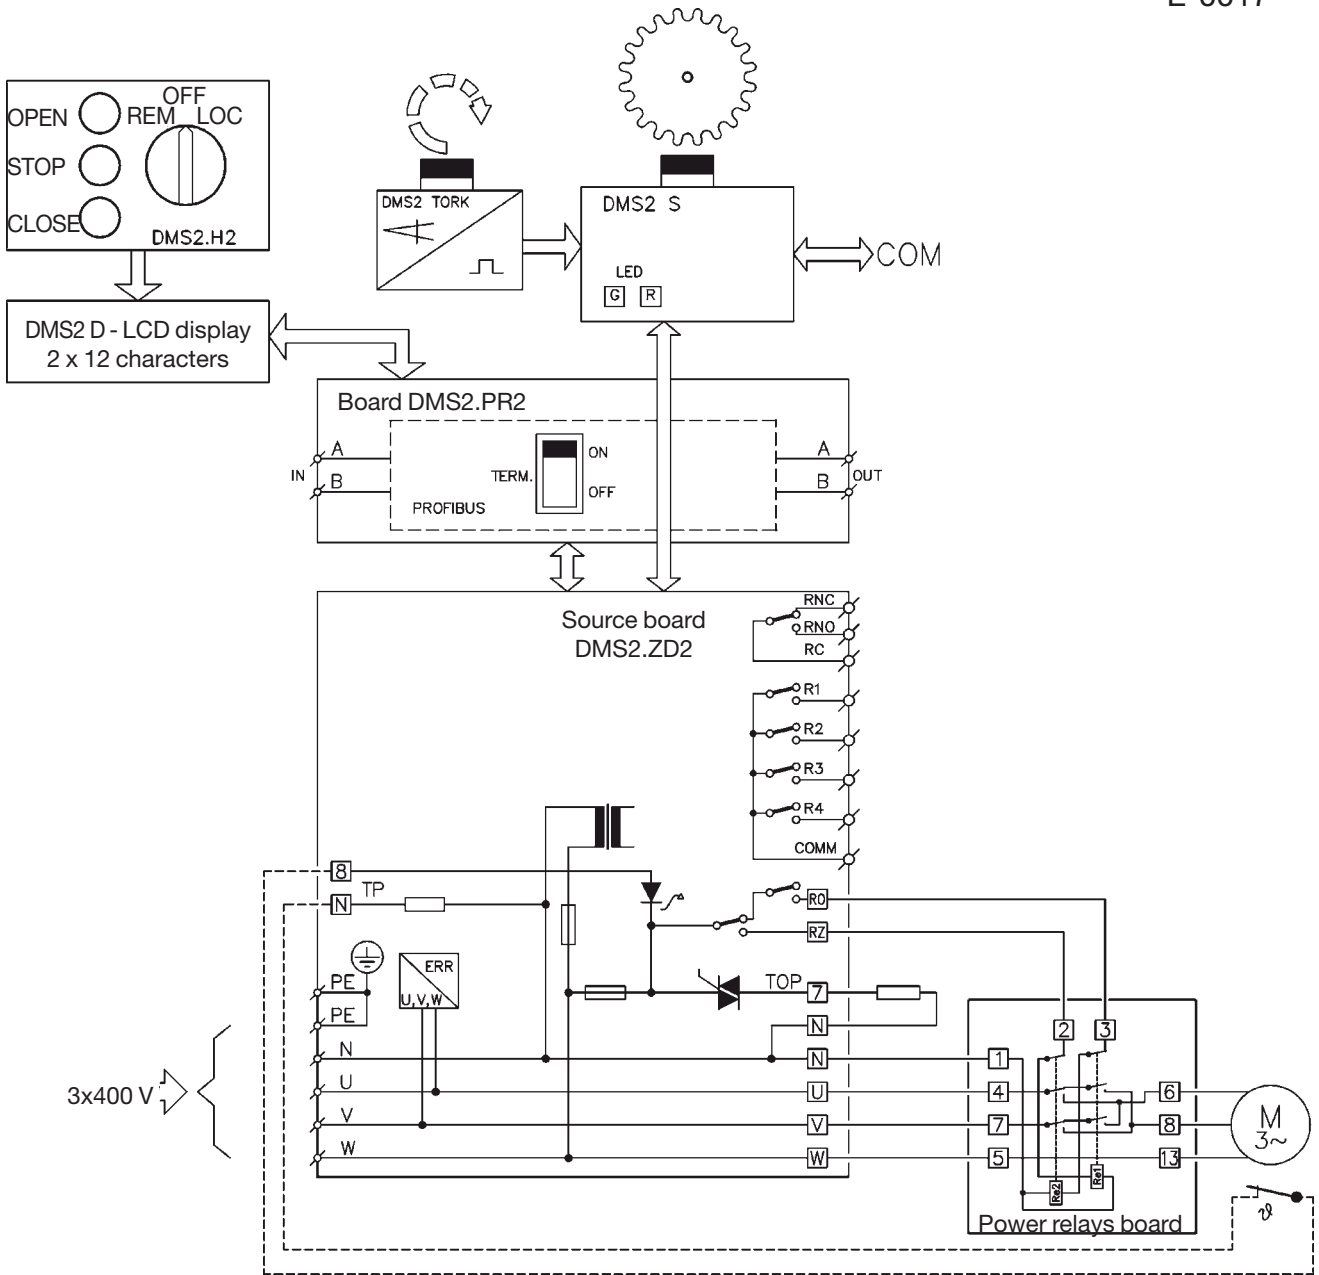 OFF
OPEN
REM
LOC
STOP
CLOSE
DMS2.H2
DMS2 TORK
DMS2 S
LED
G R
COM
DMS2 D - LCD display
2 x 12 characters
Board DMS2.PR2
IN
A
B
TERM.
ON
OFF
PROFIBUS
A
B
OUT
Source board
DMS2.ZD2
RNC
RNO
RC
R1
R2
R3
R4
COMM
8
TP
N
RO
RZ
ERR
U,V,W
TOP
7
N
PE
PE
N
U
V
W
N
U
V
W
3x400 V
2
3
1
4
7
5
6
8
13
Re2
Re1
M
3~
Power relays board
ϑ